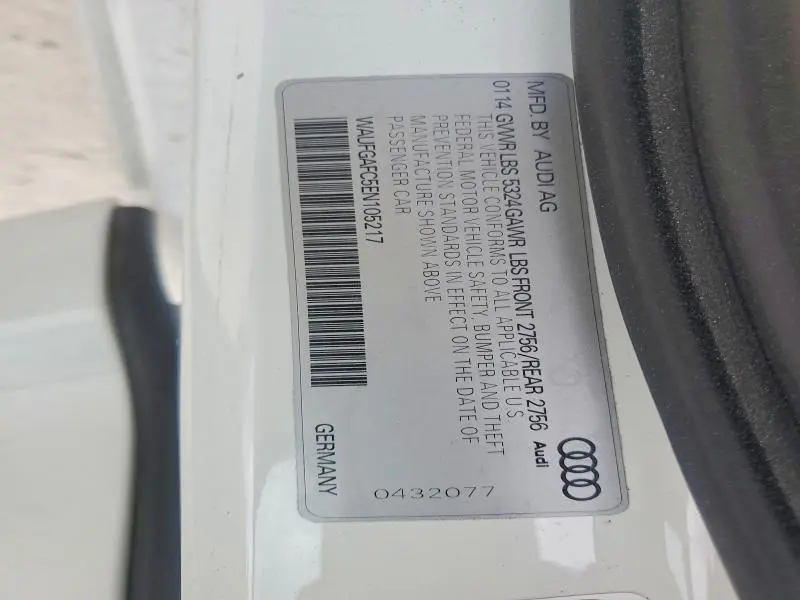 MFD. BY AUDI AG
0114 GVWR LBS 5324 GAWR LBS FRONT 2756/REAR 2756
THIS VEHICLE CONFORMS TO ALL APPLICABLE U.S.
FEDERAL MOTOR VEHICLE SAFETY, BUMPER AND THEFT
PREVENTION STANDARDS IN EFFECT ON THE DATE OF
MANUFACTURE SHOWN ABOVE
PASSENGER CAR
WAUFGAFC5EN105217
Audi
GERMANY
0432077